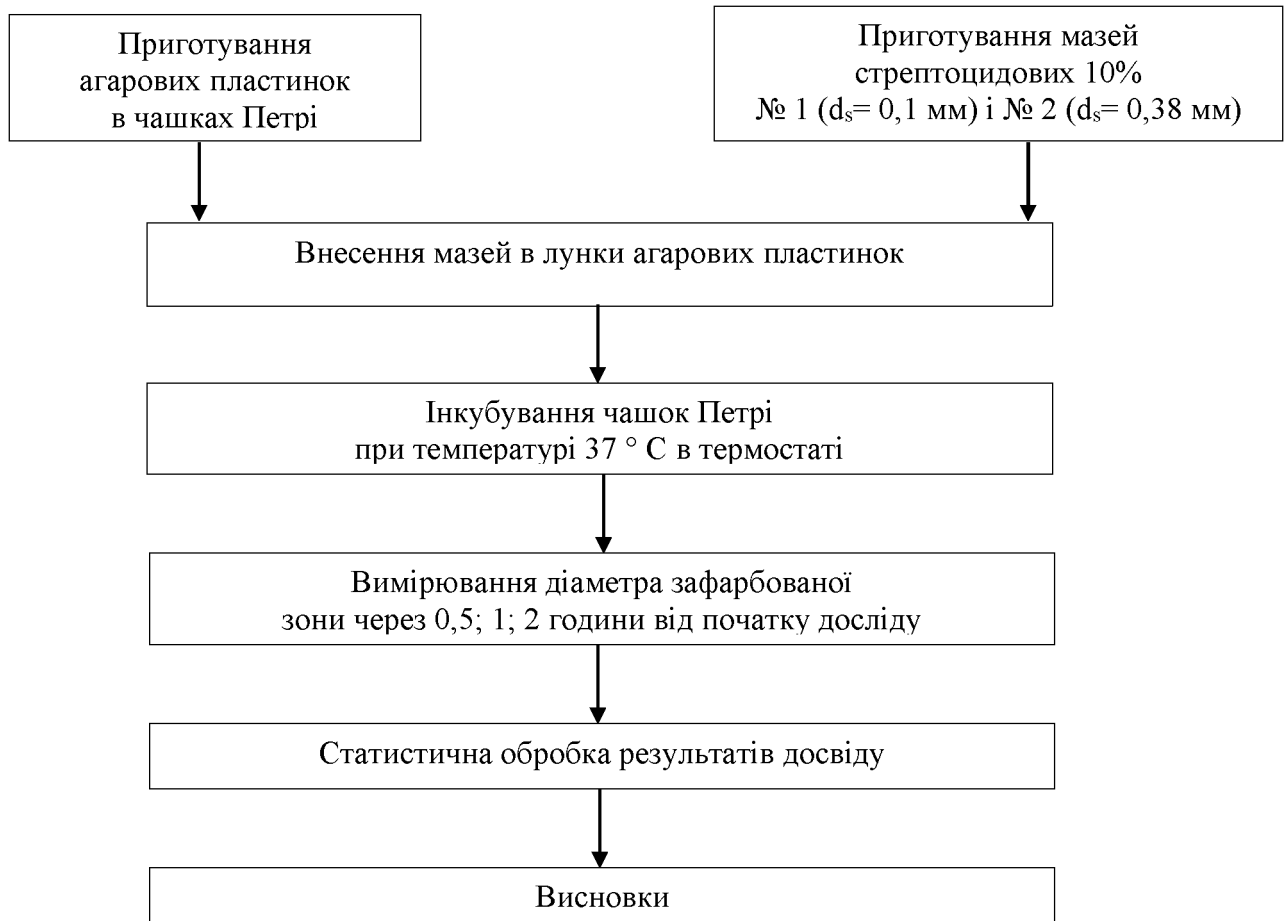 Приготування
агарових пластинок
в чашках Петрі
Приготування мазей
стрептоцидових 10%
№ 1 (dₛ= 0,1 мм) і № 2 (dₛ= 0,38 мм)
Внесення мазей в лунки агарових пластинок
Інкубування чашок Петрі
при температурі 37 ° С в термостаті
Вимірювання діаметра зафарбованої
зони через 0,5; 1; 2 години від початку досліду
Статистична обробка результатів досвіду
Висновки